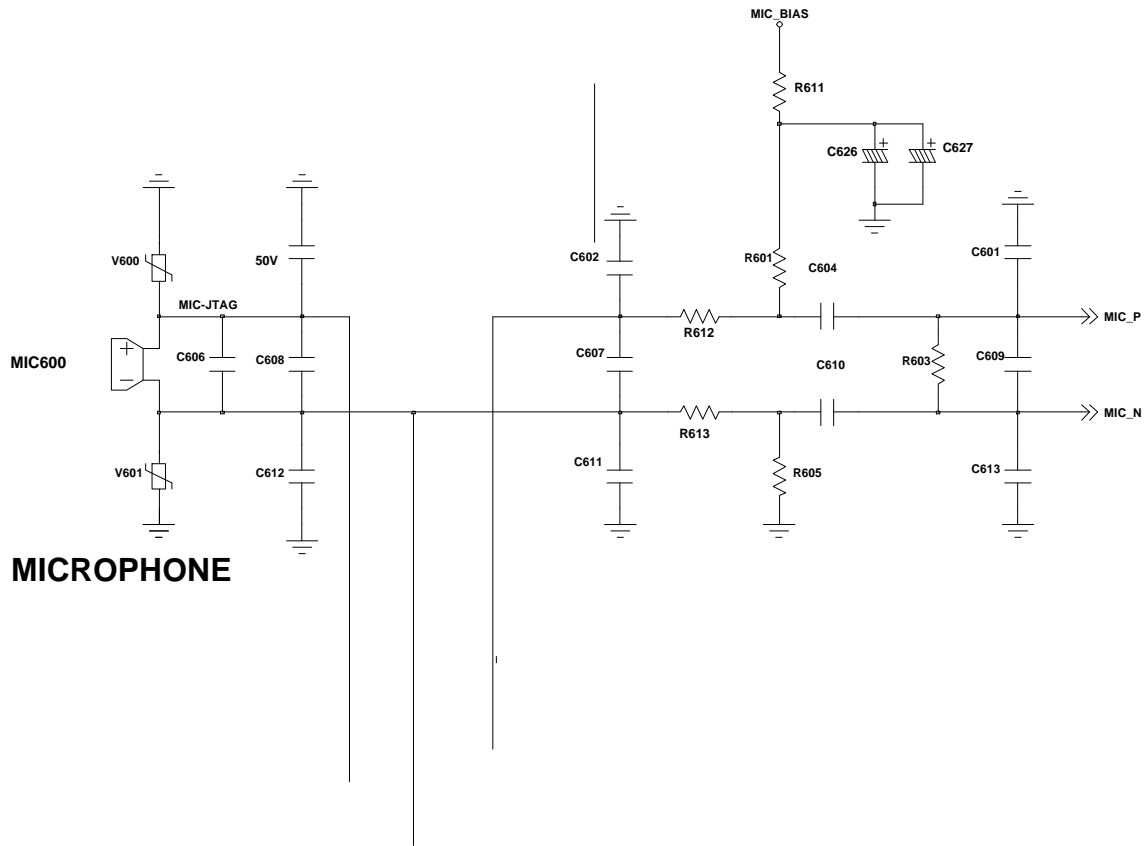 MIC_BIAS
R611
C626
+
+
C627
V600
50V
C602
R601
C604
C601
MIC-JTAG
MIC_P
R612
MIC600
+
C606
C608
C607
C610
R603
C609
MIC_N
R613
V601
C612
C611
R605
C613
MICROPHONE